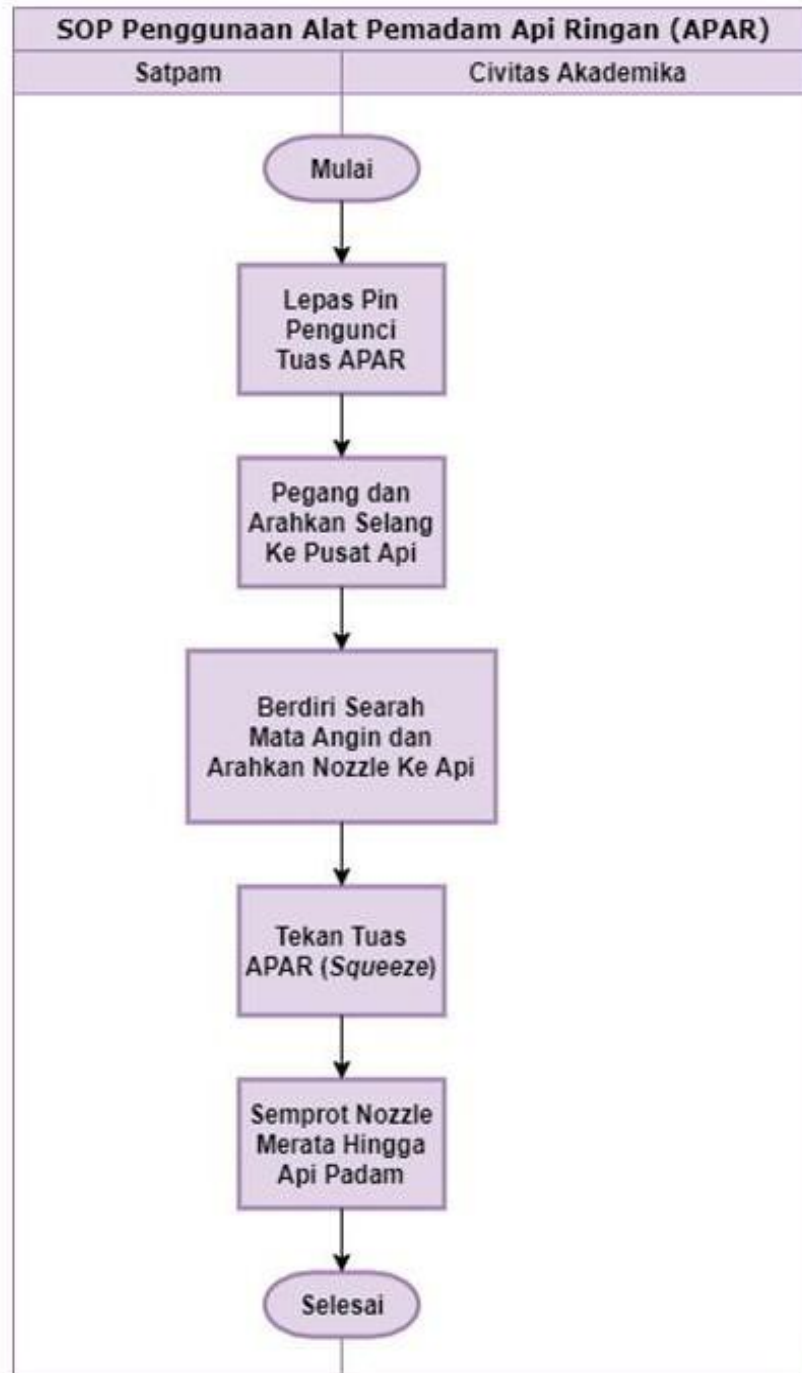 SOP Penggunaan Alat Pemadam Api Ringan (APAR)
Satpam
Civitas Akademika
Mulai
Lepas Pin
Pengunci
Tuas APAR
Pegang dan
Arahkan Selang
Ke Pusat Api
Berdiri Searah
Mata Angin dan
Arahkan Nozzle Ke Api
Tekan Tuas
APAR (Squeeze)
Semprot Nozzle
Merata Hingga
Api Padam
Selesai